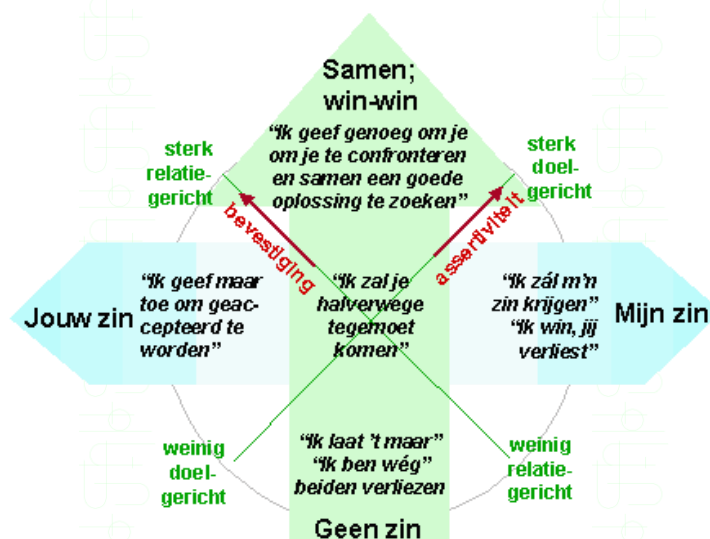 Samen;
win-win
“Ik geef genoeg om je
om je te confronteren
en samen een goede
oplossing te zoeken”
sterk
relatie-
gericht
sterk
doel-
gericht
bevestiging
assertiviteit
Jouw zin
“Ik geef maar
toe om geac-
cepteerd te
worden”
“Ik zal je
halverwege
tegemoet
komen”
“Ik zál m'n
zin krijgen”
“Ik win, jij
verliest”
Mijn zin
weinig
doel-
gericht
“Ik laat 't maar”
“Ik ben wég”
beiden verliezen
weinig
relatie-
gericht
Geen zin